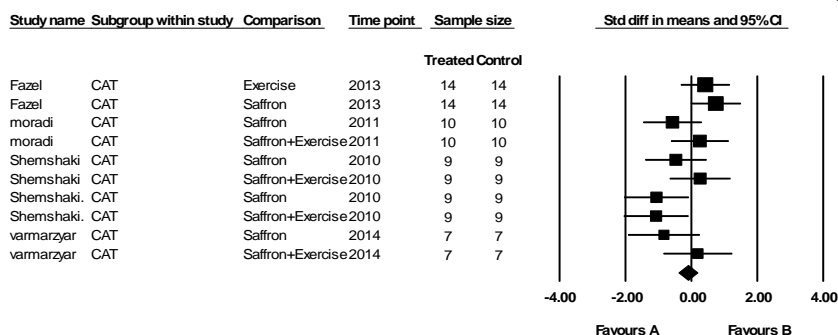 Study name Subgroup within study Comparison Time point Sample size Std diff in means and 95% CI
Treated Control
Fazel CAT Exercise 2013 14 14
Fazel CAT Saffron 2013 14 14
moradi CAT Saffron 2011 10 10
moradi CAT Saffron+Exercise 2011 10 10
Shemshaki CAT Saffron 2010 9 9
Shemshaki CAT Saffron+Exercise 2010 9 9
Shemshaki. CAT Saffron 2010 9 9
Shemshaki. CAT Saffron+Exercise 2010 9 9
varmarzyar CAT Saffron 2014 7 7
varmarzyar CAT Saffron+Exercise 2014 7 7
-4.00 -2.00 0.00 2.00 4.00
Favours A Favours B